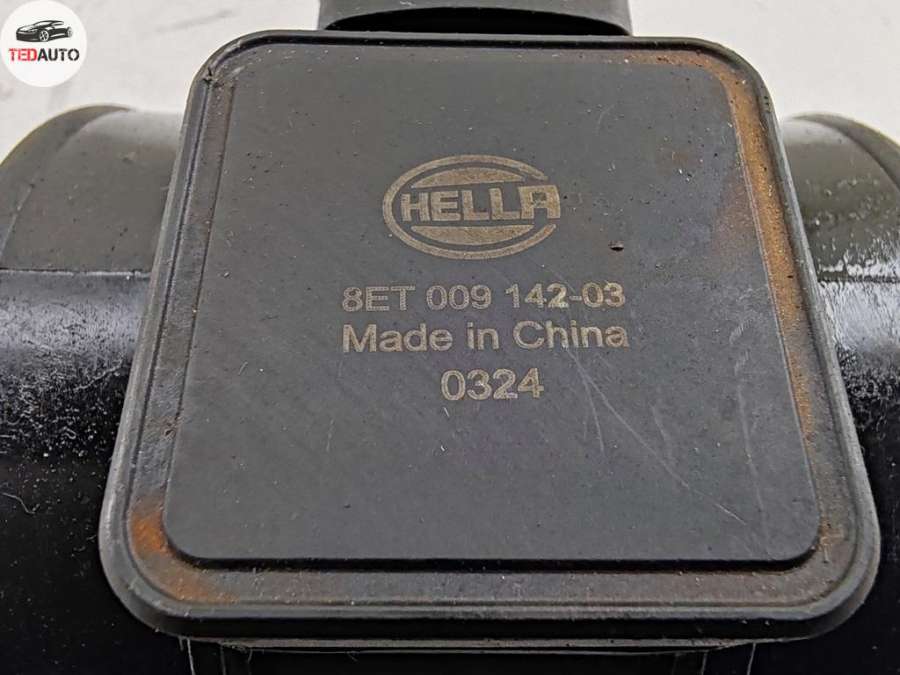 TEDAUTO
HELLA
8ET 009 142-03
Made in China
0324